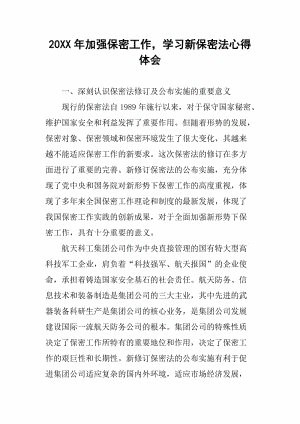 20XX 年加强保密工作，学习新保密法心得
体会
一、深刻认识保密法修订及公布实施的重要意义
现行的保密法自 1989 年施行以来，对于保守国家秘密、
维护国家安全和利益发挥了重要作用。但随着形势的发展，
保密对象、保密领域和保密环境发生了很大变化，其越来
越不能适应保密工作的新要求。这次保密法的修订在多方
面进行了重要的完善。新修订保密法的公布实施，充分体
现了党中央和国务院对新形势下保密工作的高度重视，体
现了多年来全国保密工作理论和制度的最新发展，体现了
我国保密工作实践的创新成果，对于全面加强新形势下保
密工作，具有十分重要的意义。
航天科工集团公司作为中央直接管理的国有特大型高
科技军工企业，肩负着“科技强军、航天报国”的企业使
命，承担着铸造国家安全基石的社会责任。航天防务、信
息技术和装备制造是集团公司的三大主业，其中先进的武
器装备科研生产是集团公司的核心业务，是集团公司发展
建设国际一流航天防务公司的根本。集团公司的特殊性质
决定了保密工作所特有的重要地位和作用，决定了保密工
作的艰巨性和长期性。新修订保密法的公布实施有利于促
进集团公司适应复杂的国内外环境，适应市场经济发展，